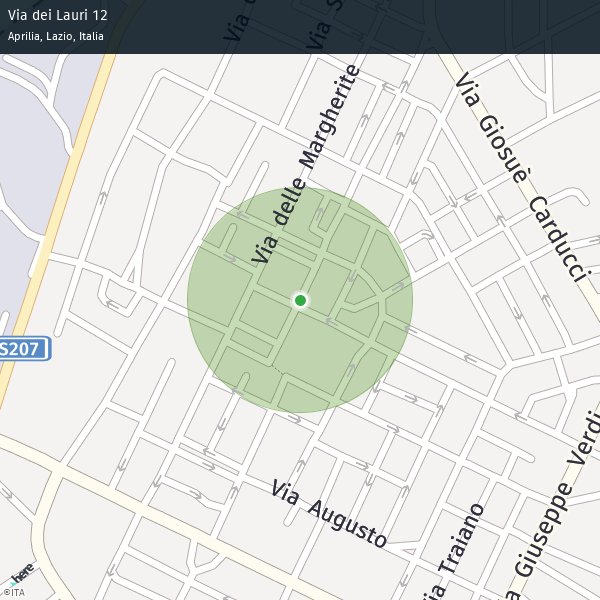 Via dei Lauri 12
Aprilia, Lazio, Italia
Via delle Margherite
Via Giosuè Carducci
S207
Via Augusto
Via Traiano
Via Giuseppe Verdi
here
©ITA